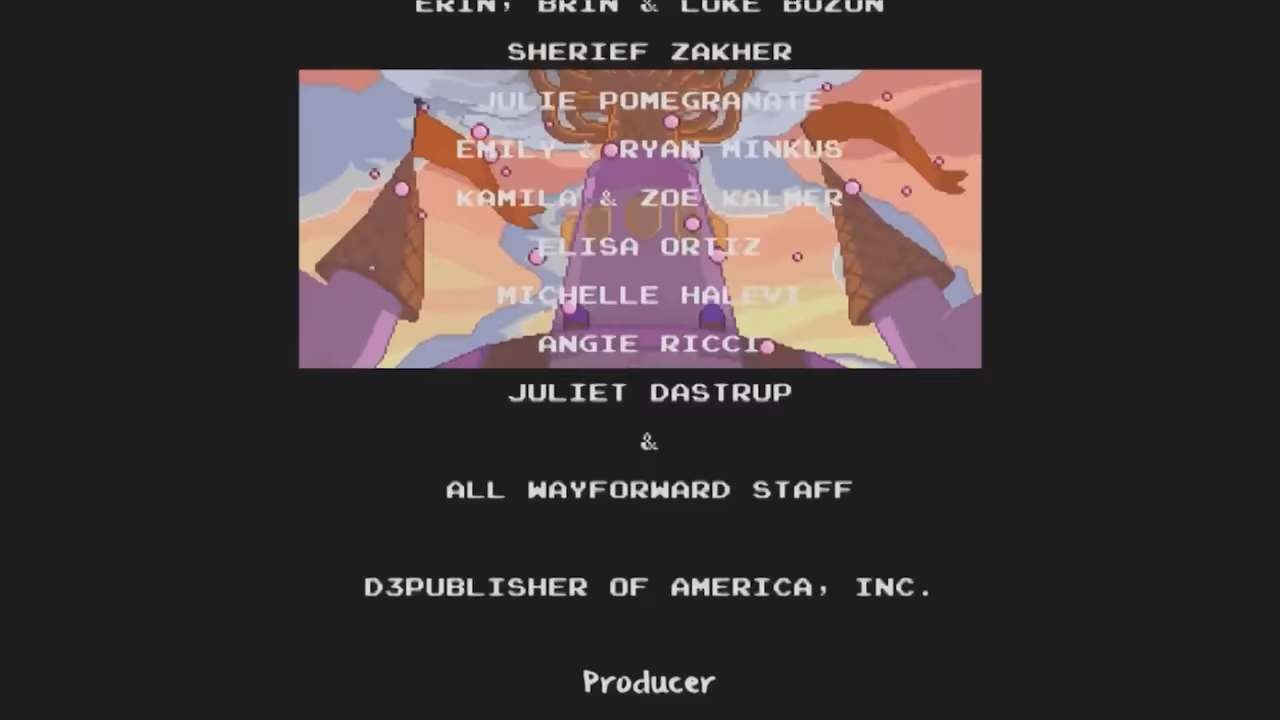 ERIN, BRIN & LUKE BOZON
SHERIEF ZAKHER
JULIE POMEGRANATE
EMILY & RYAN MINKUS
KAMILA & ZOE KALMER
ELISA ORTIZ
MICHELLE HALEVI
ANGIE RICCI
JULIET DASTRUP
&
ALL WAYFORWARD STAFF
D3PUBLISHER OF AMERICA, INC.
Producer